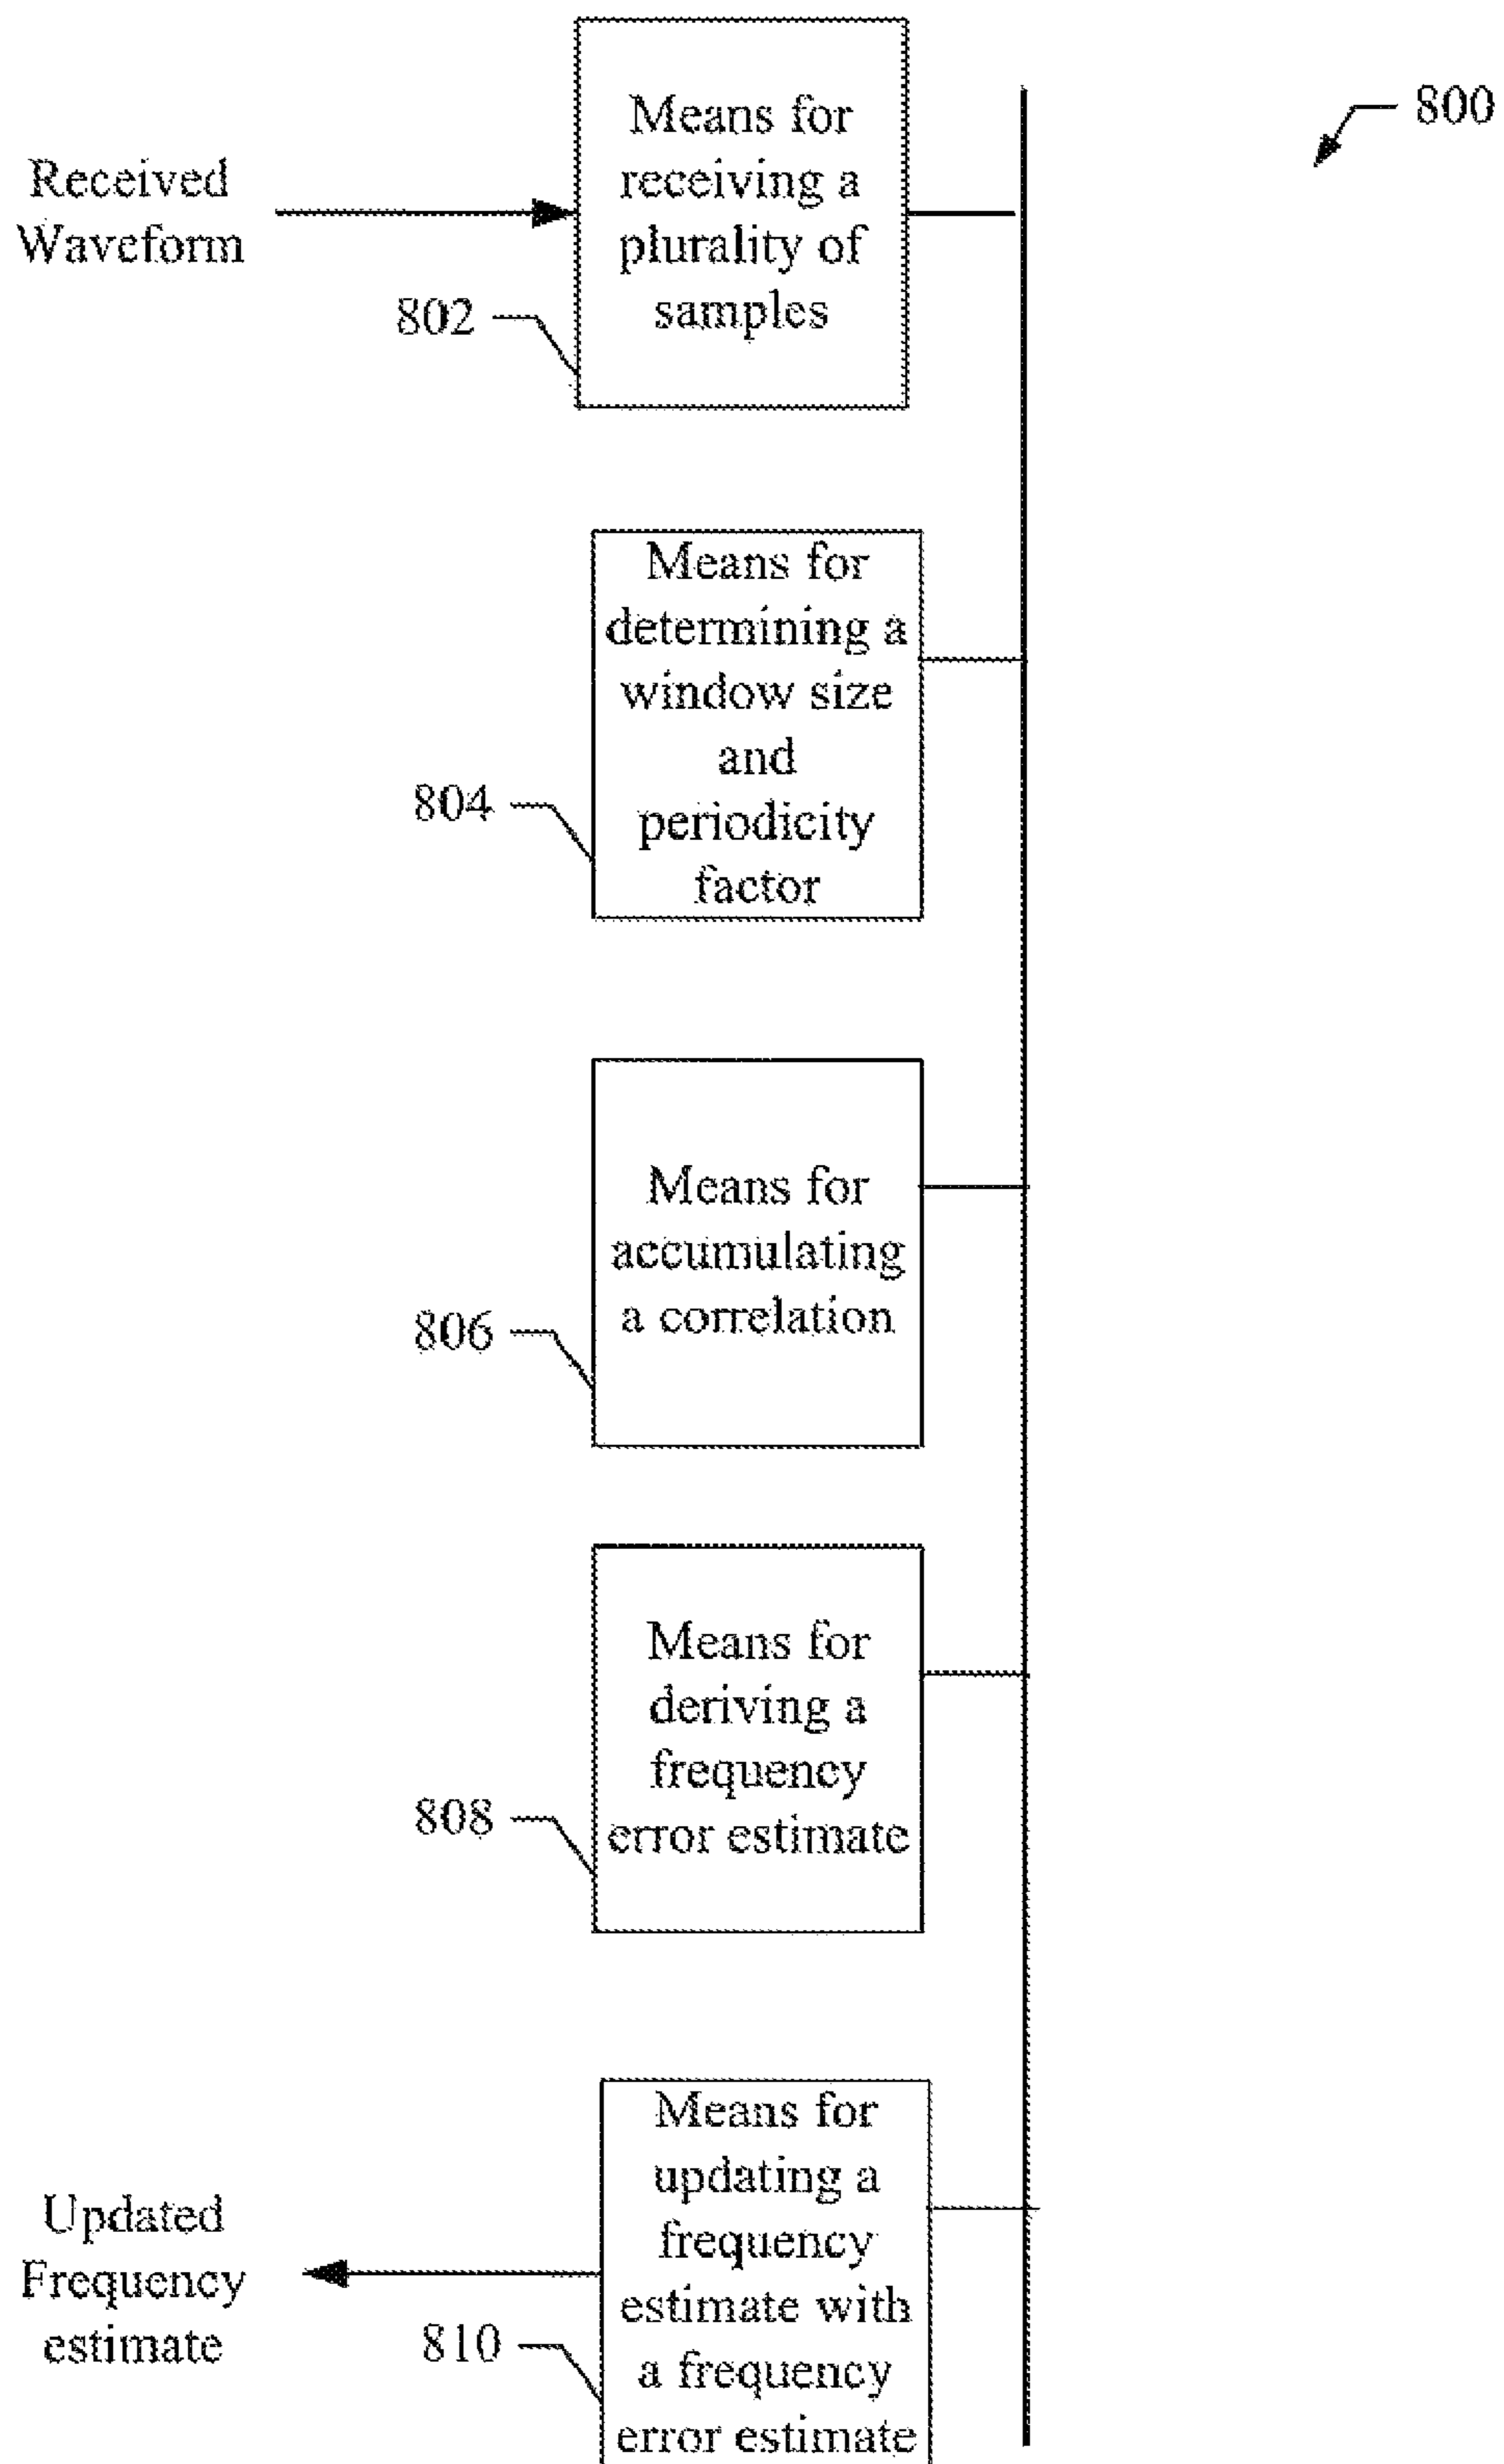 800
Received
Waveform
Means for
receiving a
plurality of
samples
802
Means for
determining a
window size
and
periodicity
factor
804
Means for
accumulating
a correlation
806
Means for
deriving a
frequency
error estimate
808
Means for
updating a
frequency
estimate with
a frequency
error estimate
810
Updated
Frequency
estimate